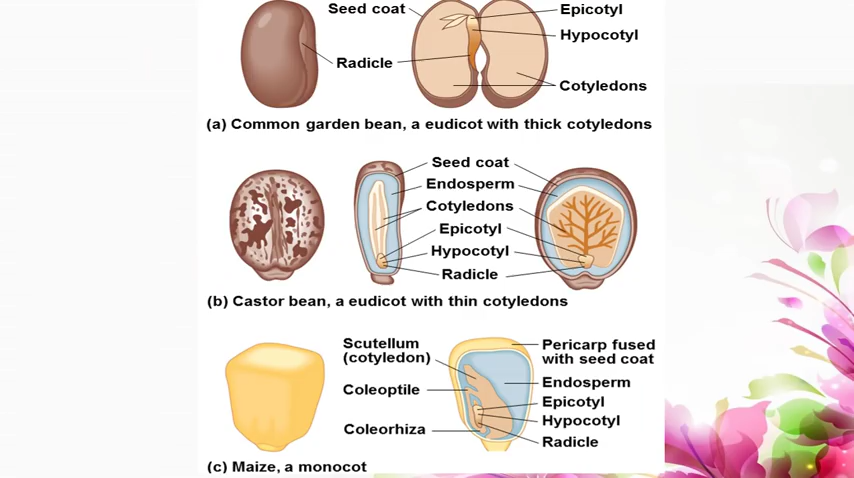 Seed coat
Epicotyl
Hypocotyl
Radicle
Cotyledons
(a) Common garden bean, a eudicot with thick cotyledons
Seed coat
Endosperm
Cotyledons
Epicotyl
Hypocotyl
Radicle
(b) Castor bean, a eudicot with thin cotyledons
Scutellum
(cotyledon)
Coleoptile
Coleorhiza
Pericarp fused
with seed coat
Endosperm
Epicotyl
Hypocotyl
Radicle
(c) Maize, a monocot